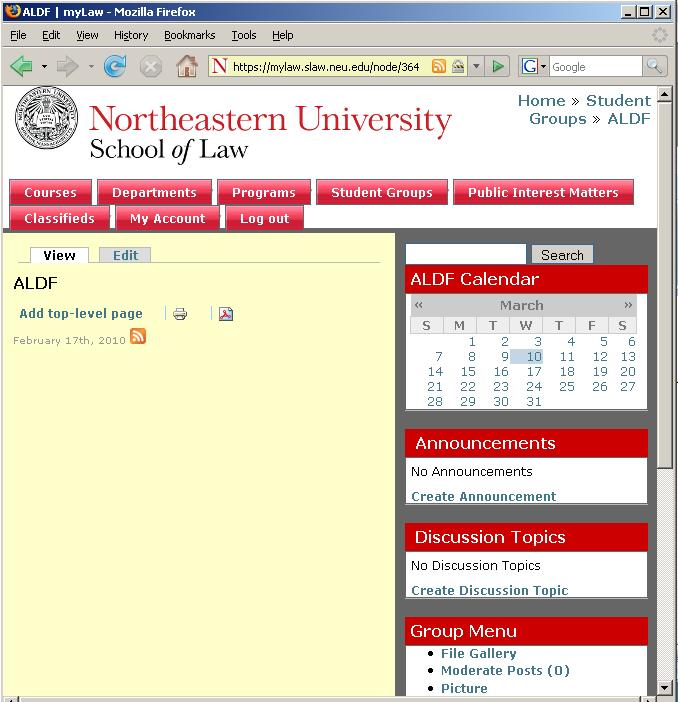 ALDF | myLaw - Mozilla Firefox
File Edit View History Bookmarks Tools Help
N https://mylaw.slaw.neu.edu/node/364 G Google
Northeastern University
School of Law
Home » Student
Groups » ALDF
Courses Departments Programs Student Groups Public Interest Matters
Classifieds My Account Log out
View Edit
ALDF
Add top-level page
February 17th, 2010
Search
ALDF Calendar
« March »
S M T W T F S
1 2 3 4 5 6
7 8 9 10 11 12 13
14 15 16 17 18 19 20
21 22 23 24 25 26 27
28 29 30 31
Announcements
No Announcements
Create Announcement
Discussion Topics
No Discussion Topics
Create Discussion Topic
Group Menu
File Gallery
Moderate Posts (0)
Picture